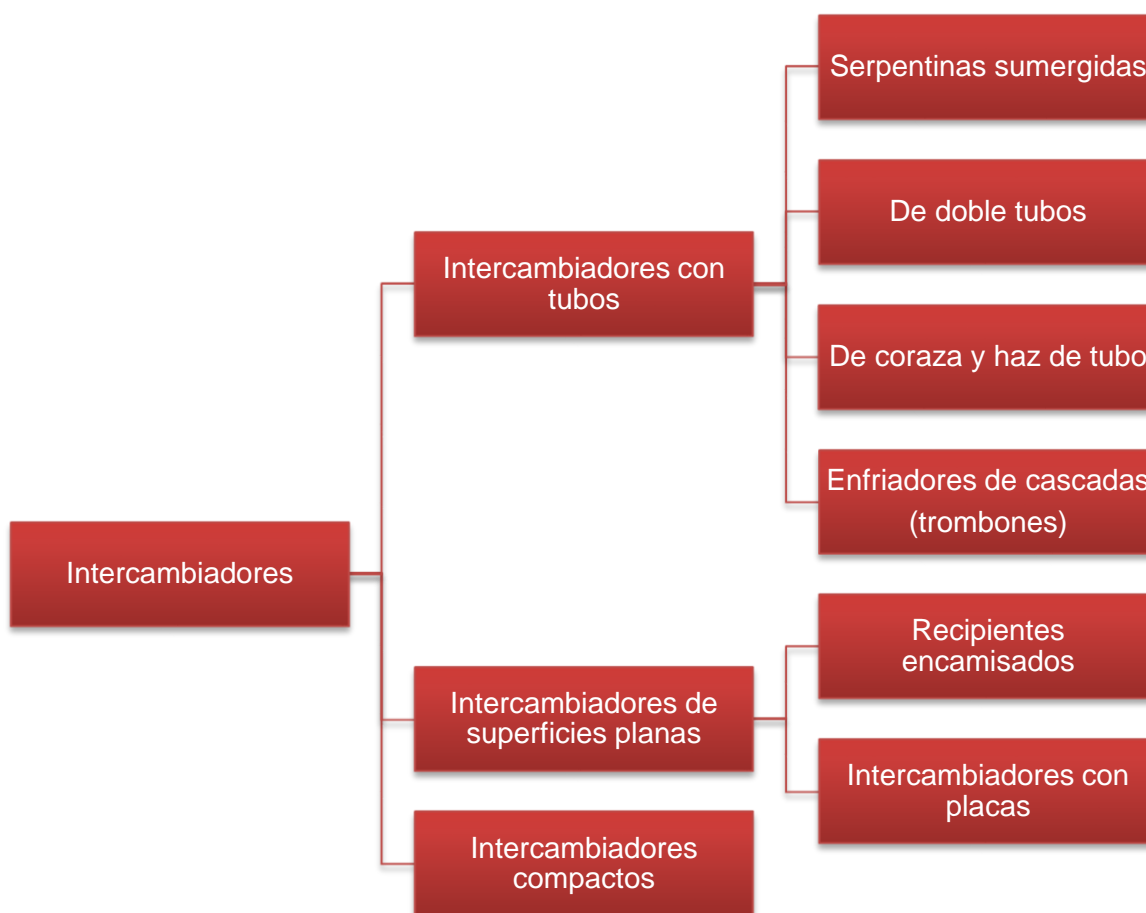 Intercambiadores
Intercambiadores con
tubos
Serpentinas sumergidas
De doble tubos
De coraza y haz de tubo
Enfriadores de cascadas
(trombones)
Intercambiadores de
superficies planas
Recipientes
encamisados
Intercambiadores con
placas
Intercambiadores
compactos